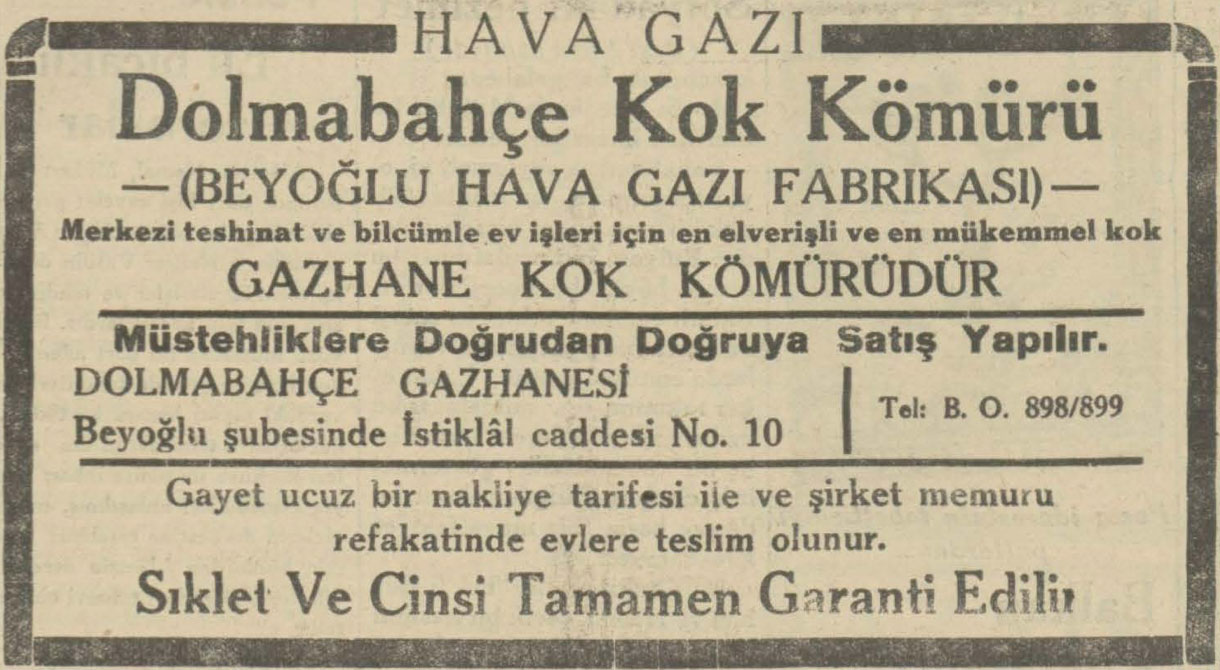 HAVA GAZI
Dolmabahçe Kok Kömürü
—(BEYOĞLU HAVA GAZI FABRIKASI)—
Merkezi teshinat ve bilcümle ev işleri için en elverişli ve en mükemmel kok
GAZHANE KOK KÖMÜRÜDÜR
Müstehliklere Doğrudan Doğruya Satış Yapılır.
DOLMABAHÇE GAZHANESİ
Beyoğlu şubesinde İstiklâl caddesi No. 10
Tel: B. O. 898/899
Gayet ucuz bir nakliye tarifesi ile ve şirket memuru
refakatinde evlere teslim olunur.
Sıklet Ve Cinsi Tamamen Garanti Edilir